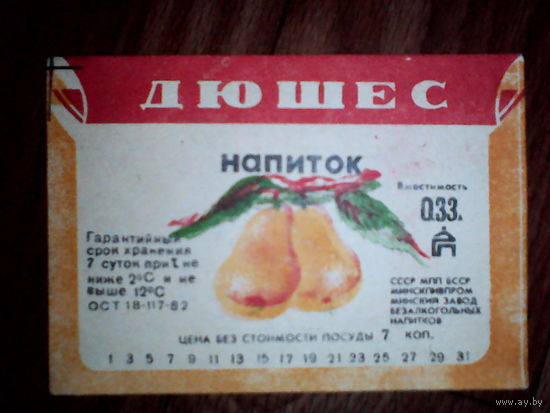 ДЮШЕС
НАПИТОК
Вместимость
0.33л
Гарантийный
срок хранения
7 суток при t не
ниже 2°С и не
выше 12°С
ОСТ 18-117-82
СССР МПП БССР
МИНСКПИВПРОМ
МИНСКИЙ ЗАВОД
БЕЗАЛКОГОЛЬНЫХ
НАПИТКОВ
ЦЕНА БЕЗ СТОИМОСТИ ПОСУДЫ 7 КОП.
1 3 5 7 9 11 13 15 17 19 21 23 25 27 29 31
www.ay.by